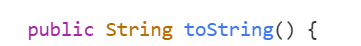 public String toString() {